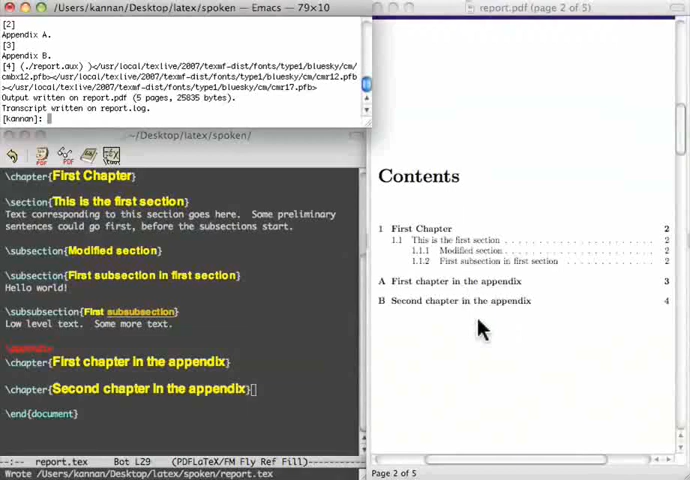 kannan/Desktop/latex/spoken — Emacs — 79×10
[2]
Appendix A.
[3]
Appendix B.
[4] (./report.aux) )</usr/local/texlive/2007/texmf-dist/fonts/type1/bluesky/cm/
cmbx12.pfb></usr/local/texlive/2007/texmf-dist/fonts/type1/bluesky/cm/cmr12.pfb
></usr/local/texlive/2007/texmf-dist/fonts/type1/bluesky/cm/cmr17.pfb>
Output written on report.pdf (5 pages, 25835 bytes).
Transcript written on report.log.
[kannan]:
~/Desktop/latex/spoken/
\chapter{First Chapter}
\section{This is the first section}
Text corresponding to this section goes here.  Some preliminary
sentences could go first, before the subsections start.
\subsection{Modified section}
\subsection{First subsection in first section}
Hello world!
\subsubsection{First subsubsection}
Low level text.  Some more text.
\appendix
\chapter{First chapter in the appendix}
\chapter{Second chapter in the appendix}
\end{document}
--:--  report.tex  Bot L29  (PDFLaTeX/FM Fly Ref Fill)
Wrote /Users/kannan/Desktop/latex/spoken/report.tex
report.pdf (page 2 of 5)
Contents
1 First Chapter 2
1.1 This is the first section . . . . . . . . . . . . . . . . . . . . . 2
1.1.1 Modified section . . . . . . . . . . . . . . . . . . . . . 2
1.1.2 First subsection in first section . . . . . . . . . . . . 2
A First chapter in the appendix 3
B Second chapter in the appendix 4
Page 2 of 5